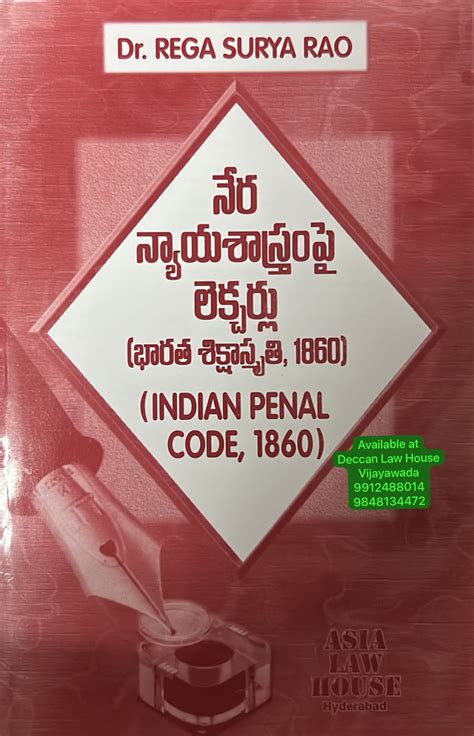 Dr. REGA SURYA RAO
నేర
న్యాయశాస్త్రంపై
లెక్చర్లు
(భారత శిక్షాస్మృతి, 1860)
(INDIAN PENAL
CODE, 1860)
Available at
Deccan Law House
Vijayawada
9912488014
9848134472
ASIA
LAW
HOUSE
Hyderabad